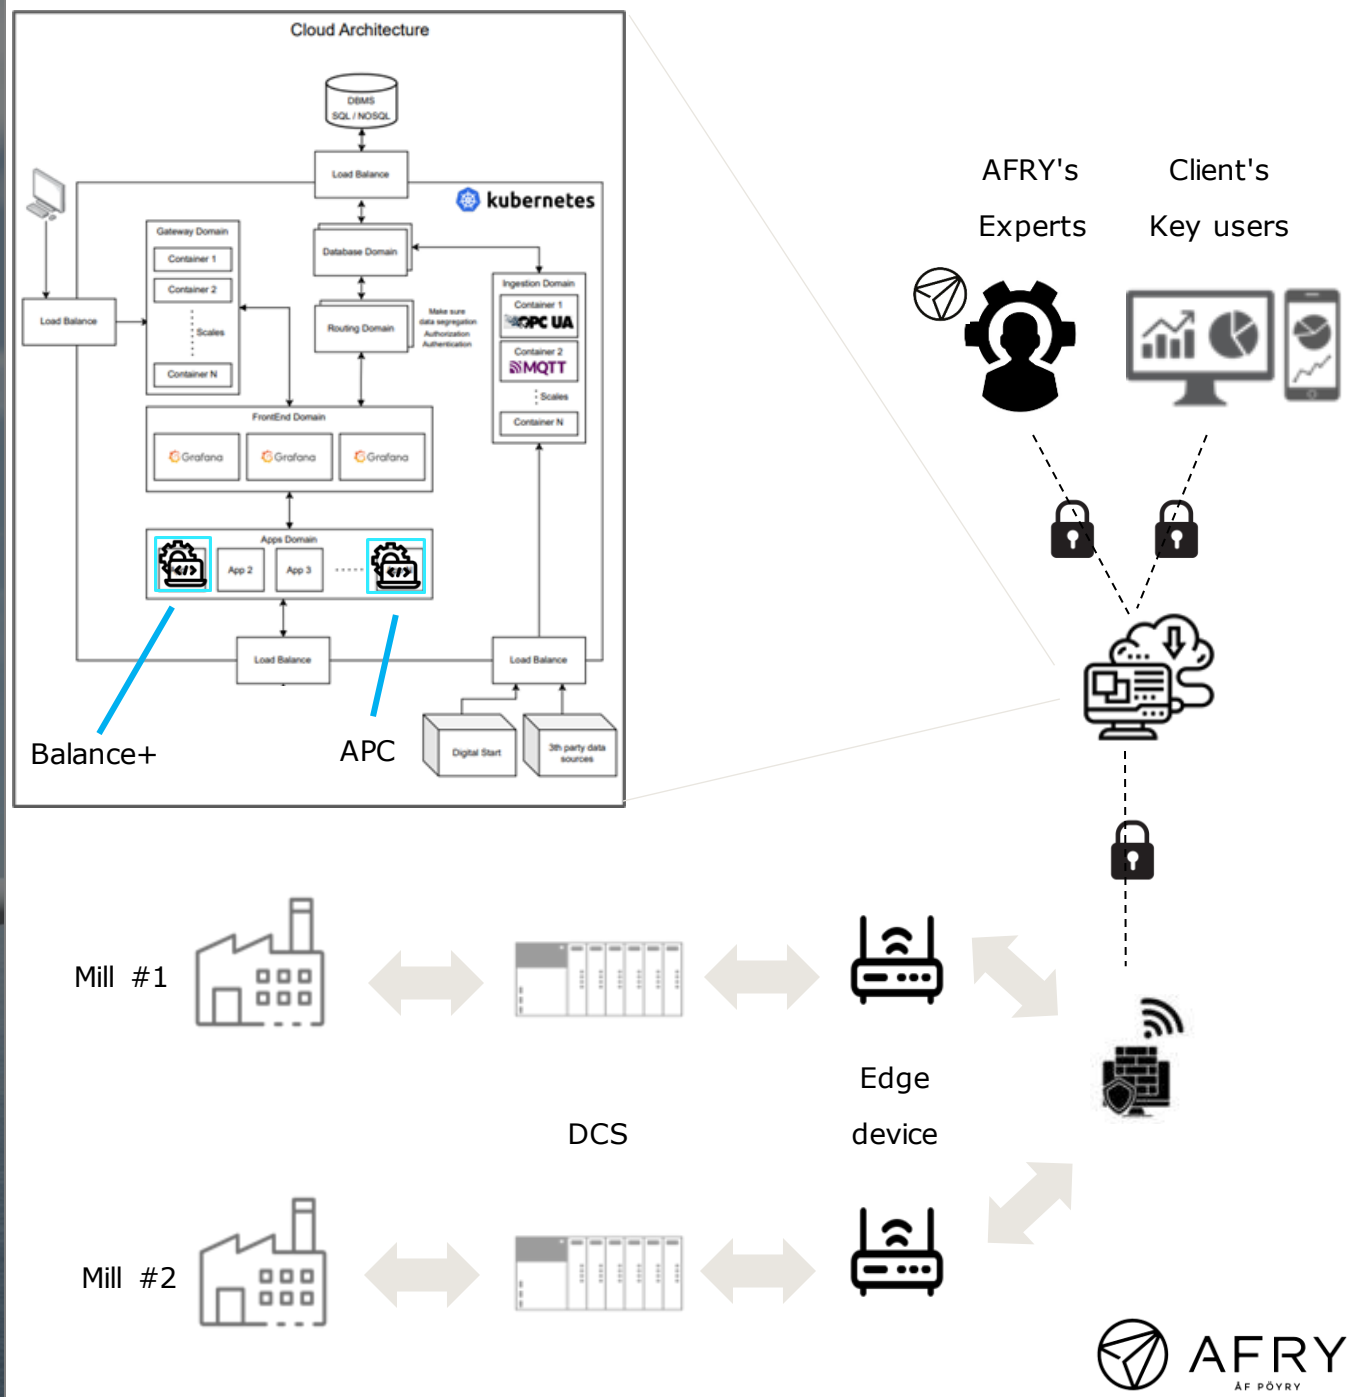 Cloud Architecture
DBMS
SQL / NOSQL
Load Balance
kubernetes
Gateway Domain
Container 1
Container 2
Scales
Container N
Load Balance
Database Domain
Routing Domain
Make sure
data segregation
Authorization
Authentication
Ingestion Domain
Container 1
OPC UA
Container 2
MQTT
Scales
Container N
FrontEnd Domain
Grafana
Grafana
Grafana
Apps Domain
App 2
App 3
Load Balance
Load Balance
Digital Start
3th party data
sources
Balance+
APC
AFRY's
Experts
Client's
Key users
Mill #1
Edge
device
DCS
Mill #2
AFRY
ÅF PÖYRY